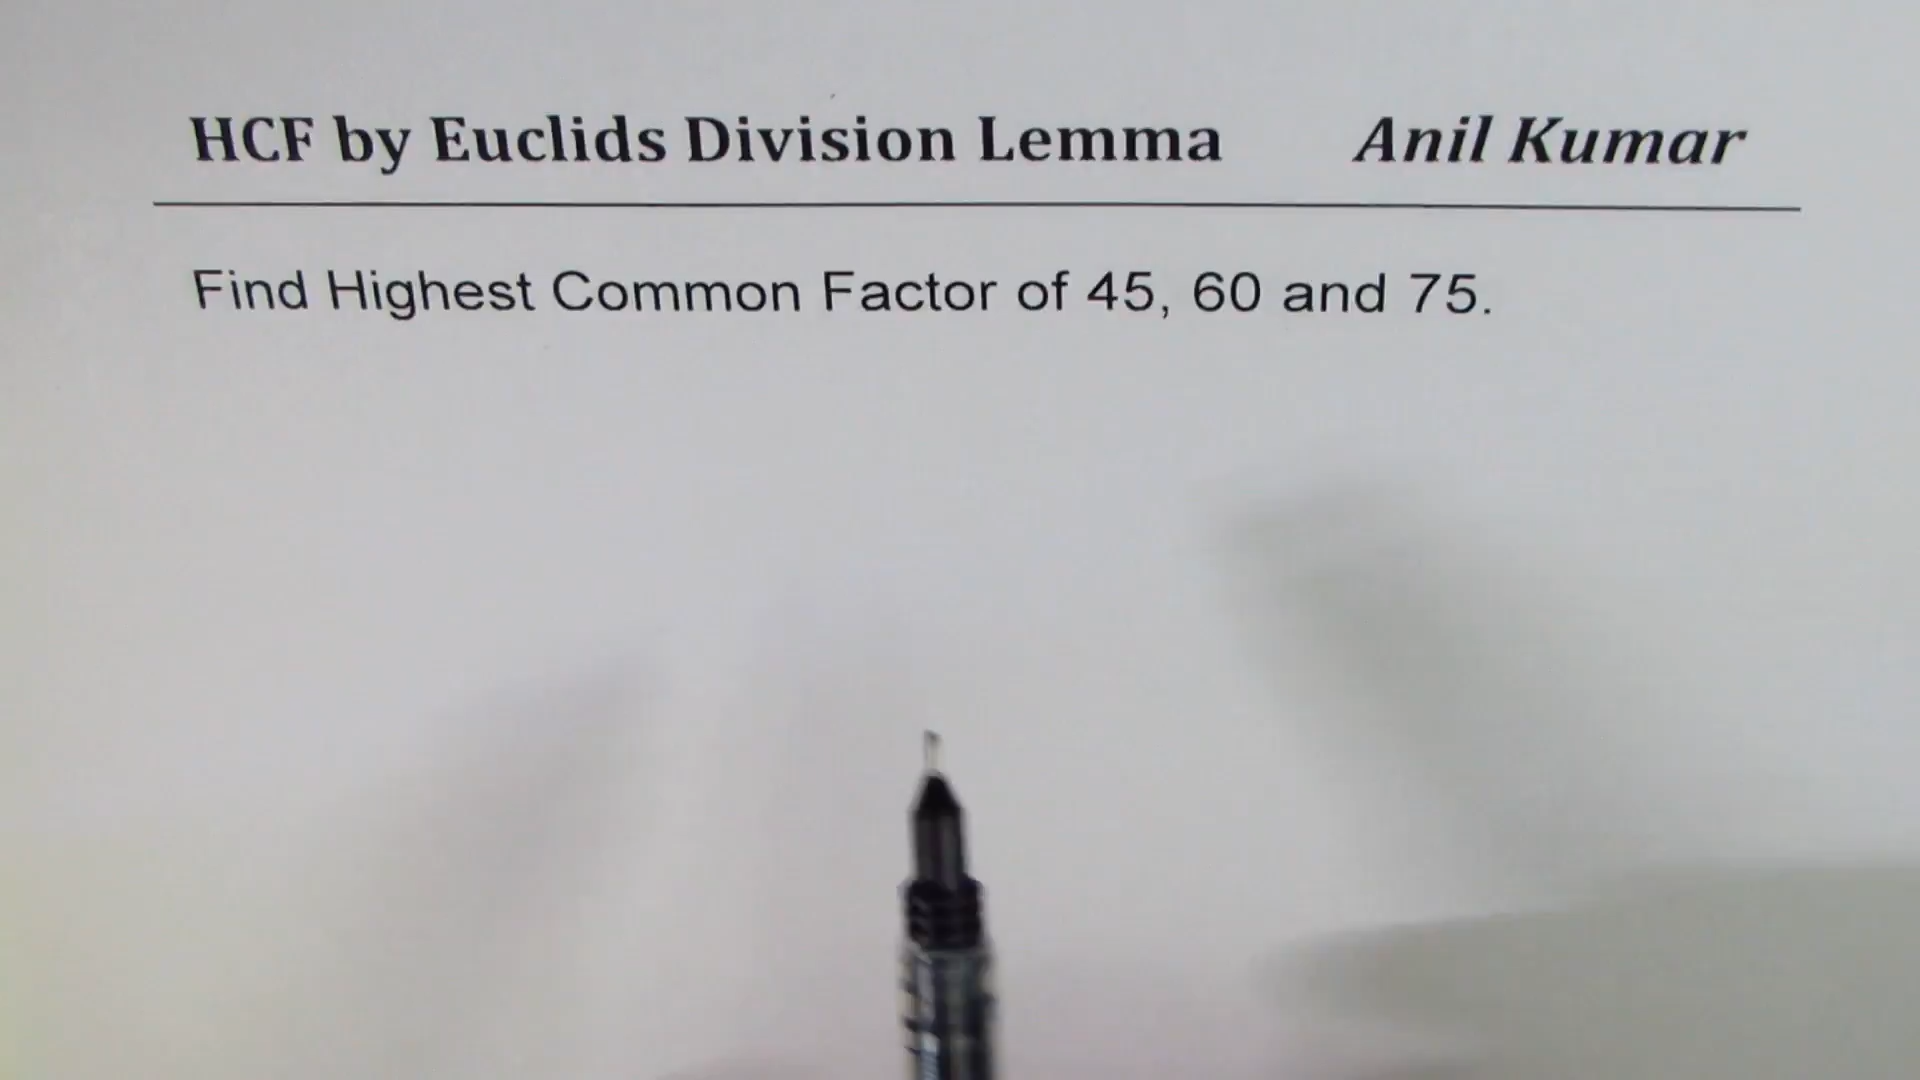 HCF by Euclids Division Lemma Anil Kumar
Find Highest Common Factor of 45, 60 and 75.